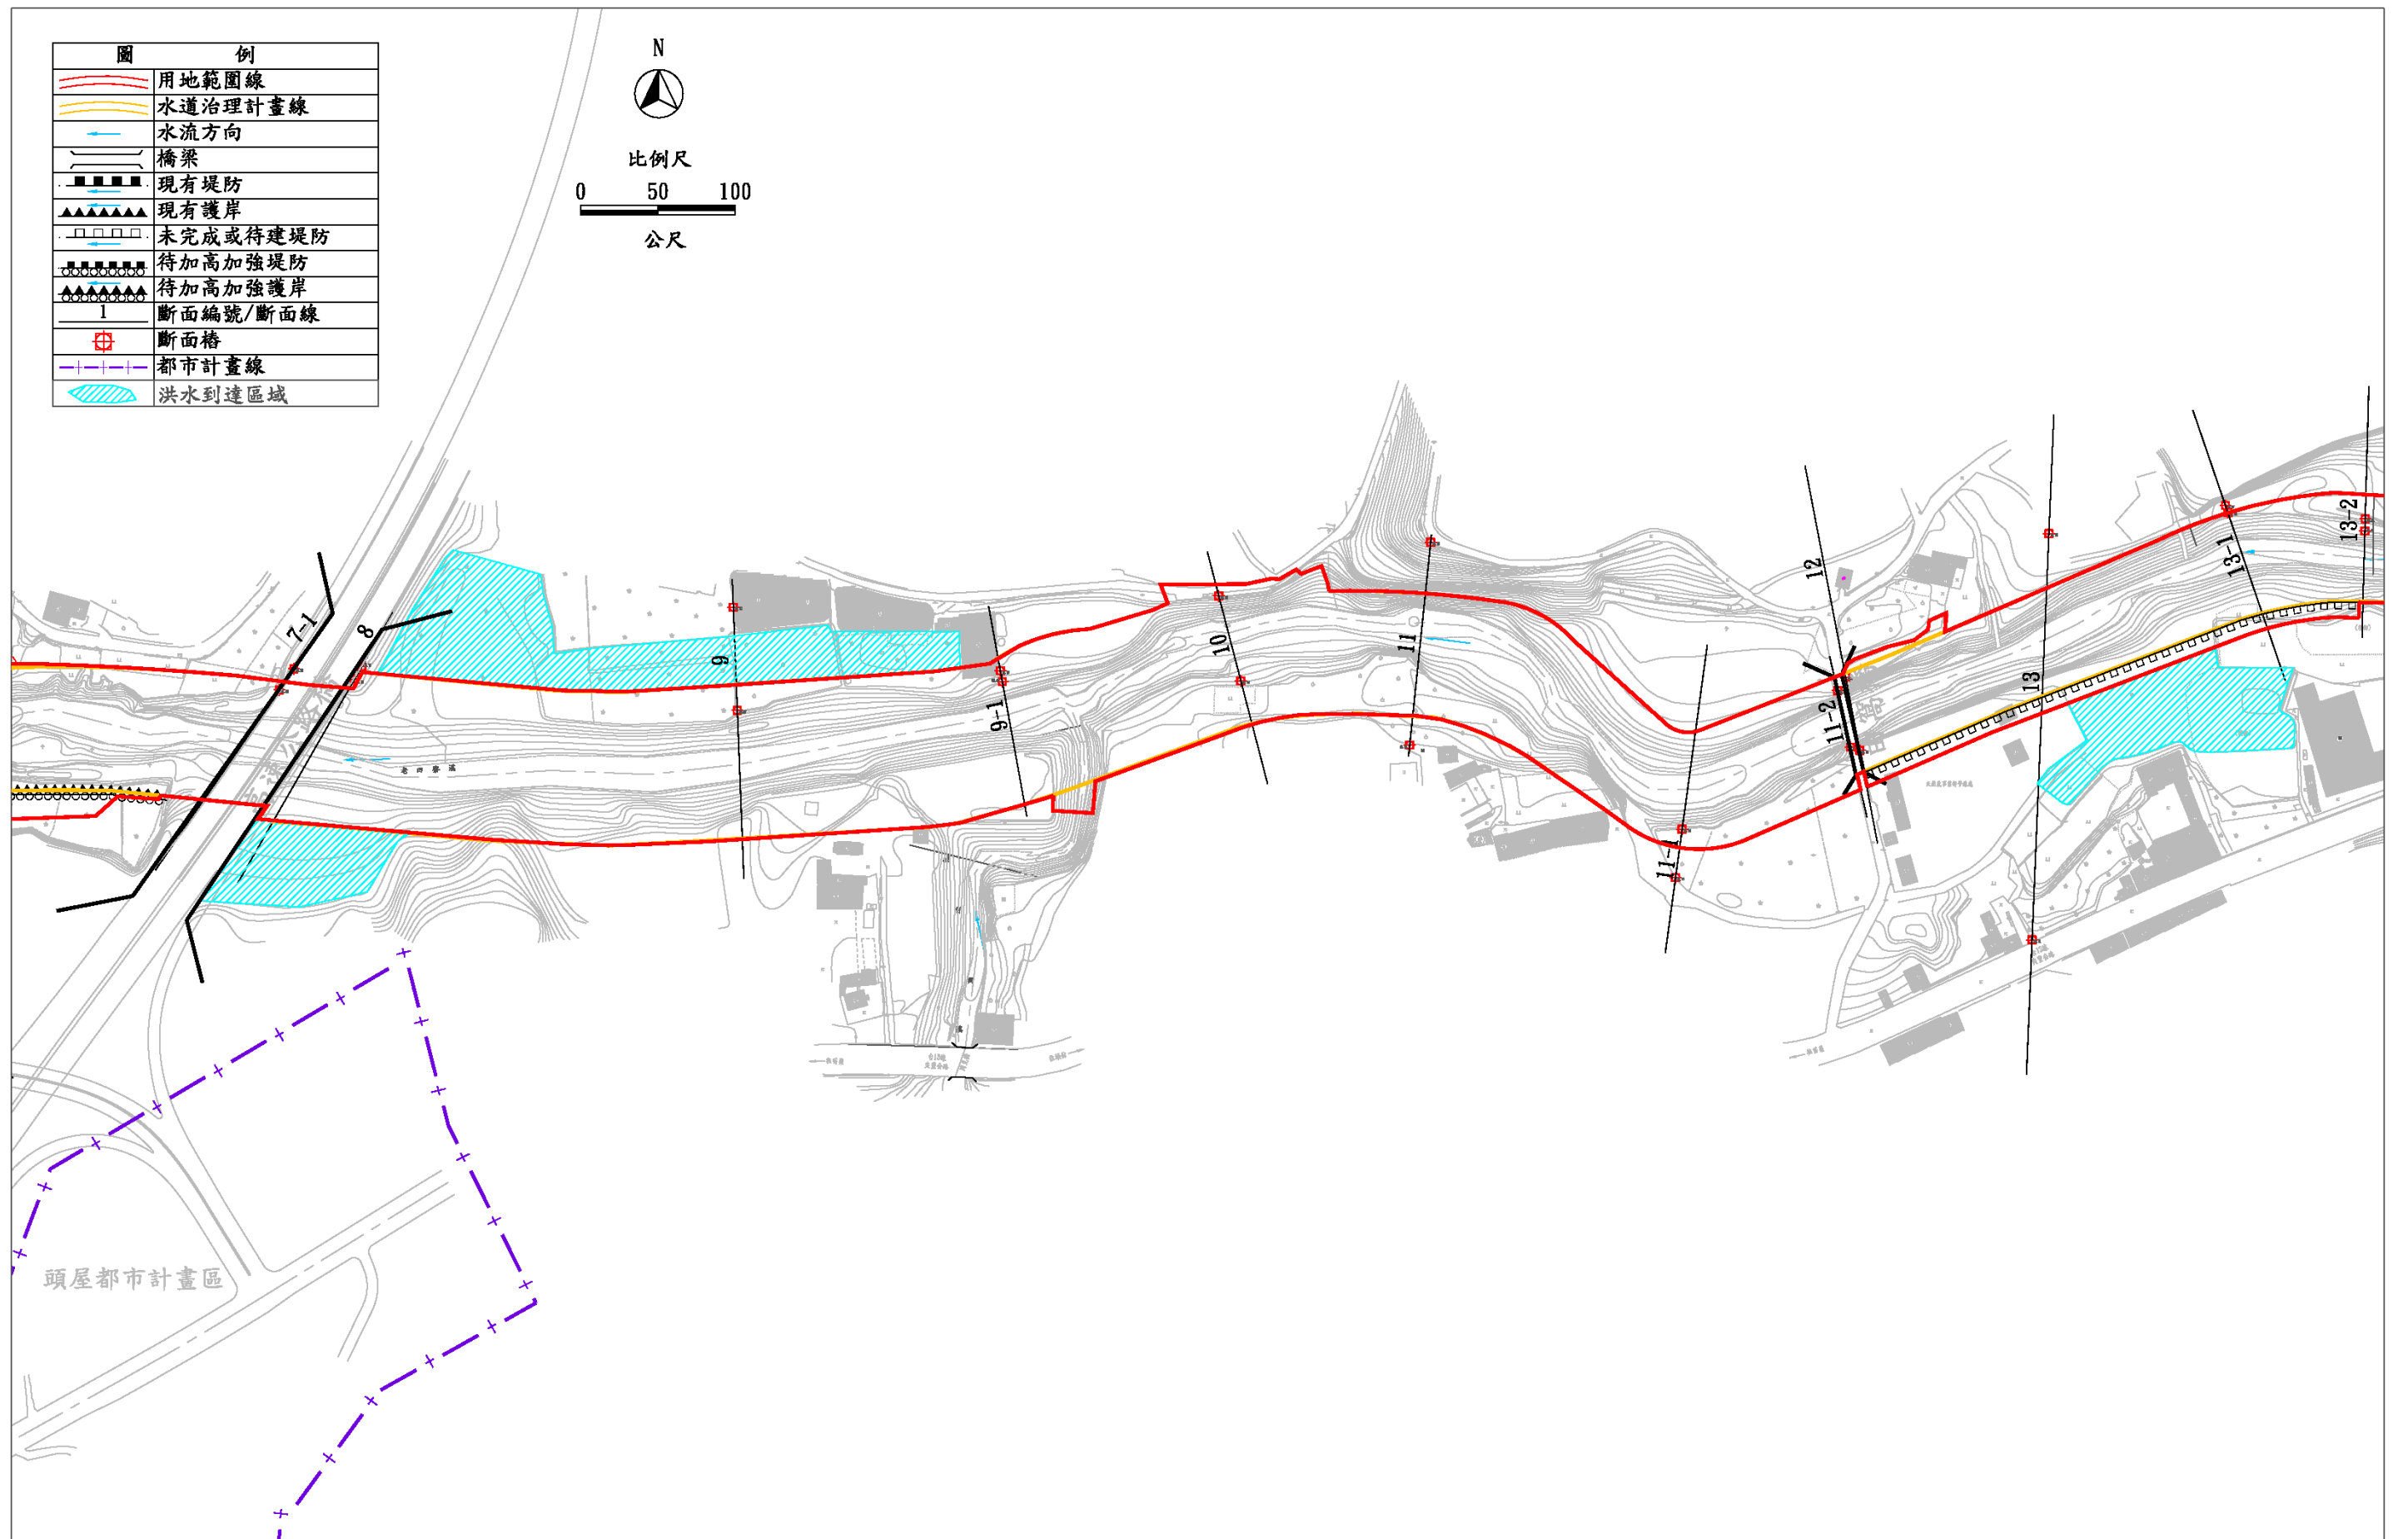 圖 例
用地範圍線
水道治理計畫線
水流方向
橋梁
現有堤防
現有護岸
未完成或待建堤防
待加高加強堤防
待加高加強護岸
1 斷面編號/斷面線
斷面樁
都市計畫線
洪水到達區域
N
比例尺
0 50 100
公尺
7-1
8
9
9-1
10
11
11-1
11-2
12
13
13-1
13-2
老田寮溪
頭屋都市計畫區